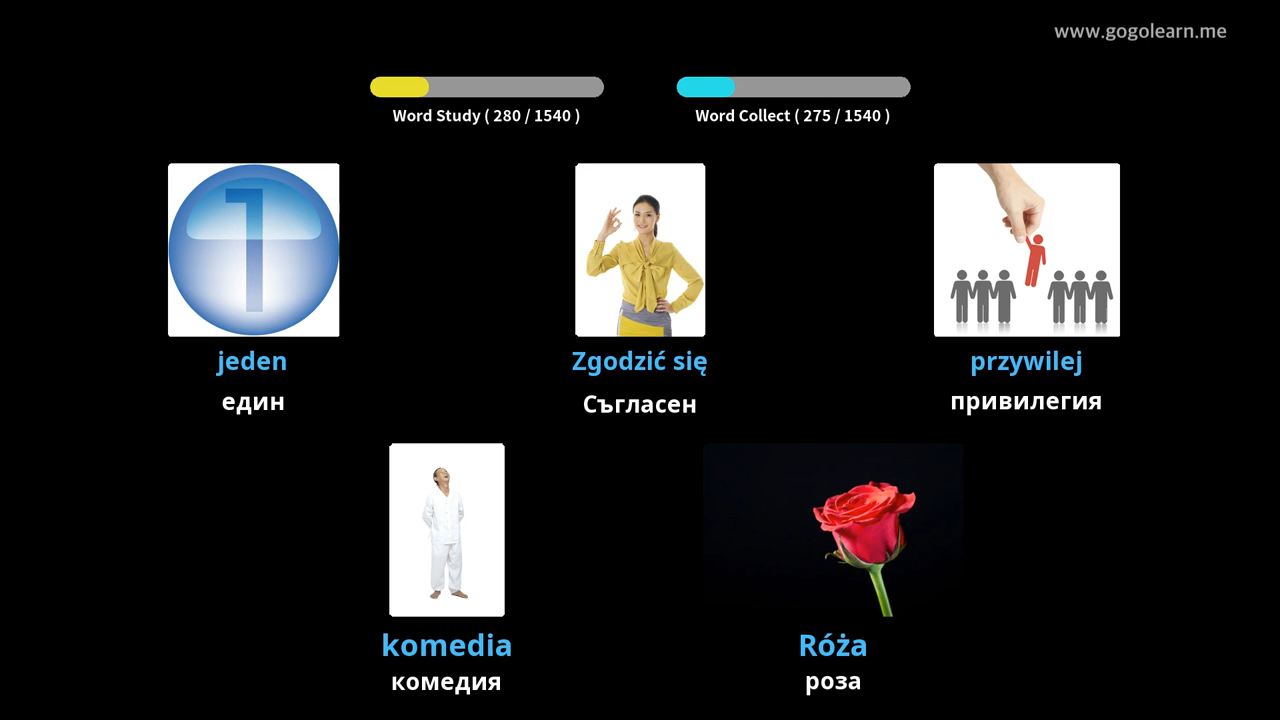 www.gogolearn.me
Word Study ( 280 / 1540 )
Word Collect ( 275 / 1540 )
1
jeden
Zgodzić się
przywilej
един
Съгласен
привилегия
komedia
Róża
комедия
роза